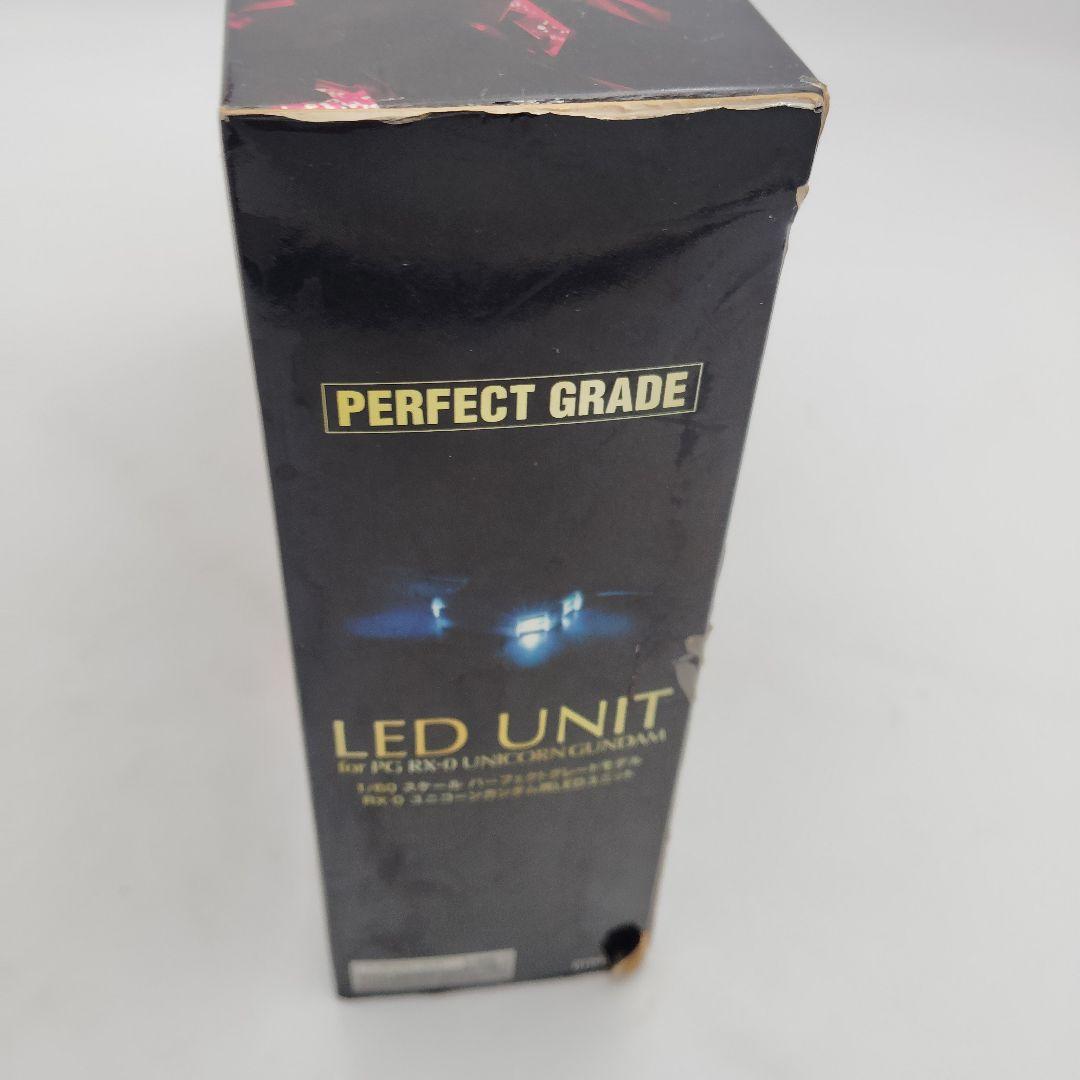 PERFECT GRADE
LED UNIT
for PG RX-0 UNICORN GUNDAM
1/60 スケール パーフェクトグレードモデル
RX-0 ユニコーンガンダム用LEDユニット